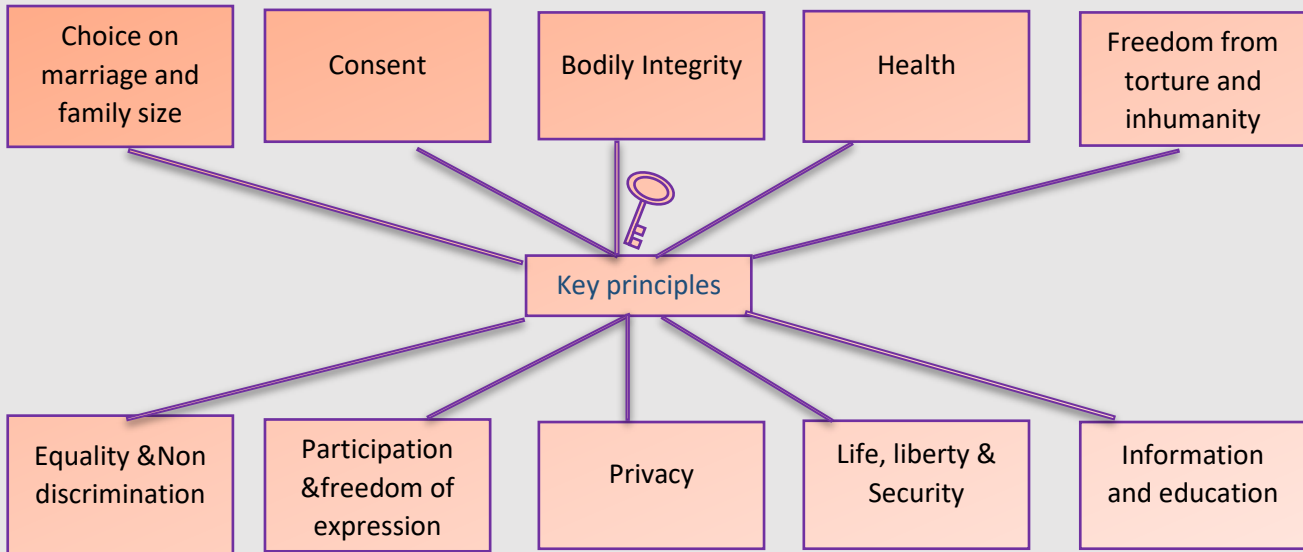 Choice on
marriage and
family size
Consent
Bodily Integrity
Health
Freedom from
torture and
inhumanity
Key principles
Equality &Non
discrimination
Participation
&freedom of
expression
Privacy
Life, liberty &
Security
Information
and education